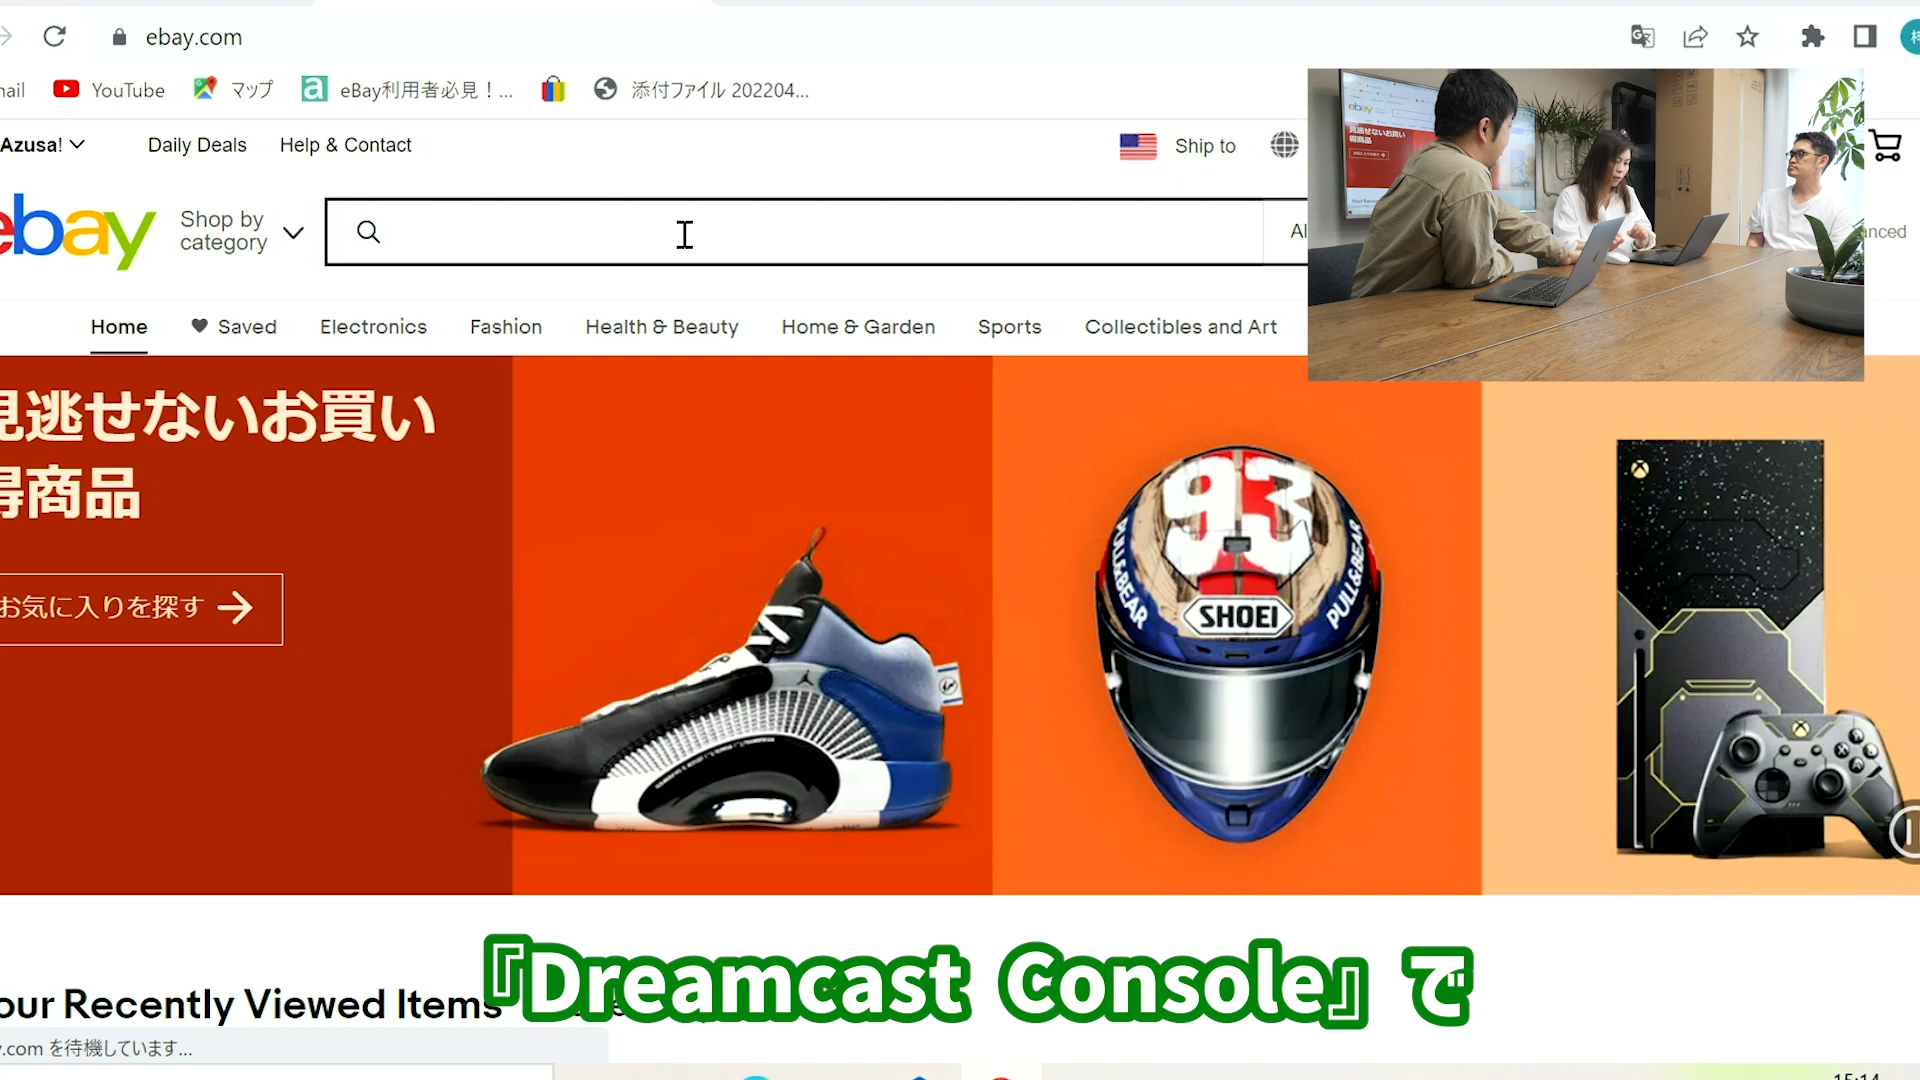 ebay.com
YouTube
マップ
eBay利用者必見！...
添付ファイル 202204...
Azusa!
Daily Deals
Help & Contact
Ship to
ebay
Shop by
category
Home
Saved
Electronics
Fashion
Health & Beauty
Home & Garden
Sports
Collectibles and Art
見逃せないお買い
得商品
お気に入りを探す
93
PULL&BEAR
PULL&BEAR
SHOEI
our Recently Viewed Items
『Dreamcast Console』で
.com を待機しています...
15:14